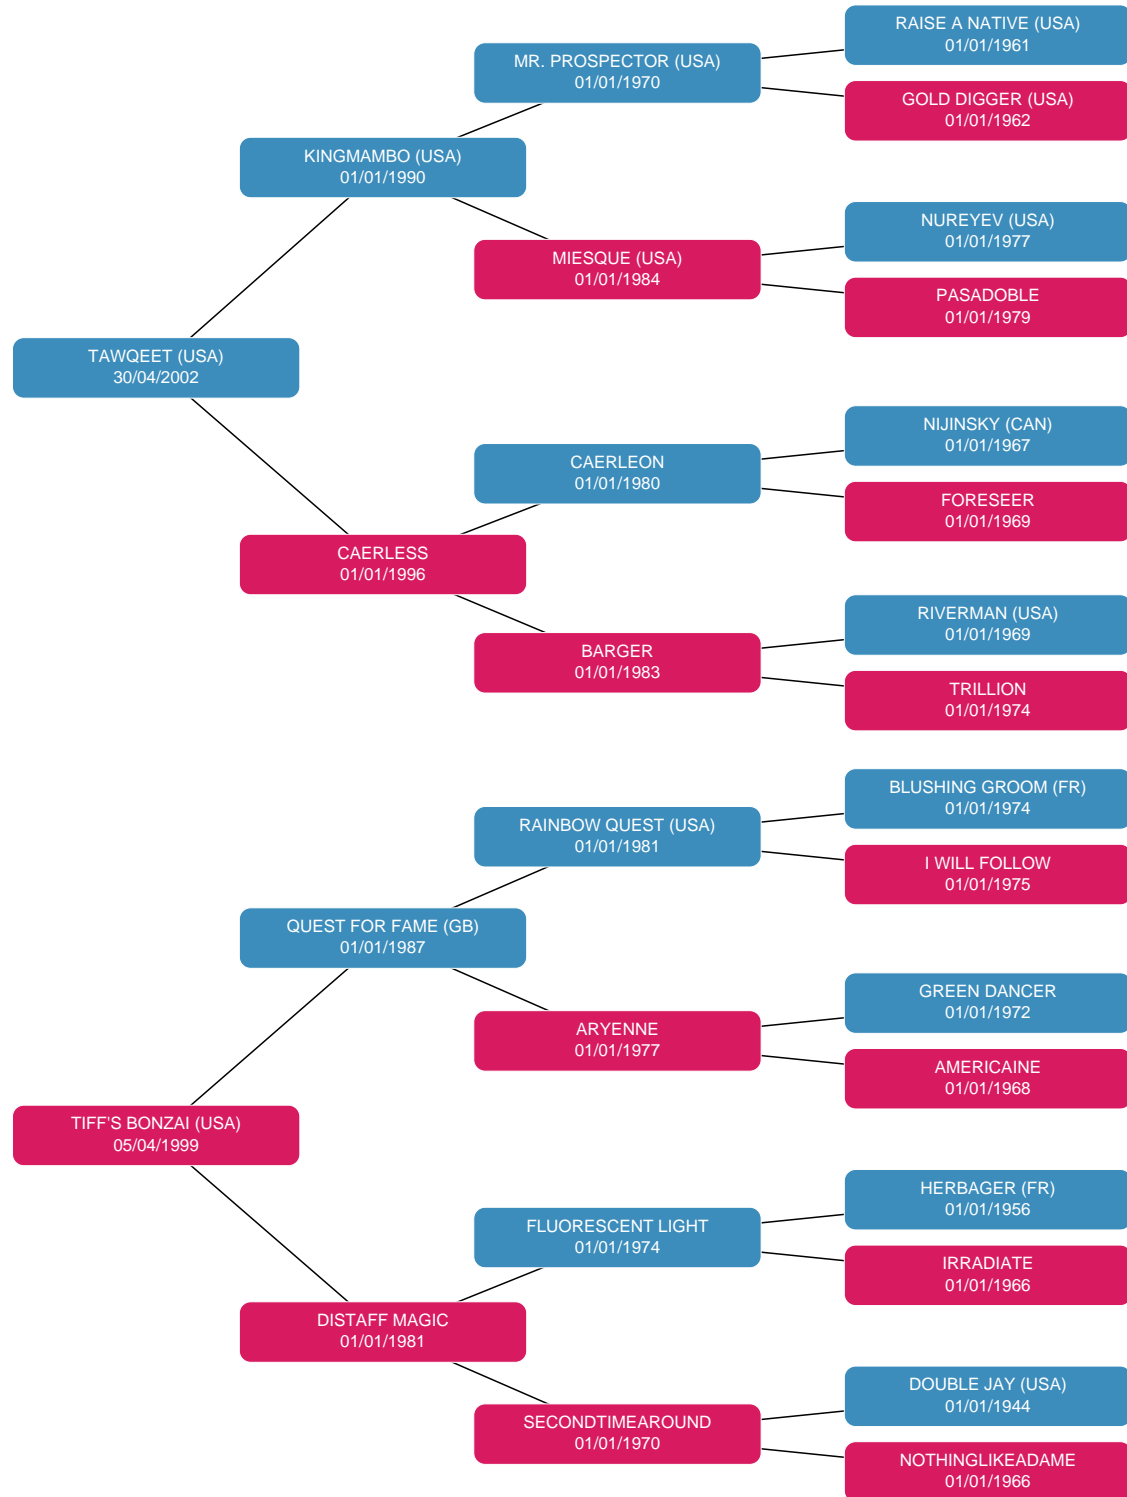 RAISE A NATIVE (USA)
01/01/1961
MR. PROSPECTOR (USA)
01/01/1970
GOLD DIGGER (USA)
01/01/1962
KINGMAMBO (USA)
01/01/1990
NUREYEV (USA)
01/01/1977
MIESQUE (USA)
01/01/1984
PASADOBLE
01/01/1979
TAWQEET (USA)
30/04/2002
NIJINSKY (CAN)
01/01/1967
CAERLEON
01/01/1980
FORESEER
01/01/1969
CAERLESS
01/01/1996
RIVERMAN (USA)
01/01/1969
BARGER
01/01/1983
TRILLION
01/01/1974
BLUSHING GROOM (FR)
01/01/1974
RAINBOW QUEST (USA)
01/01/1981
I WILL FOLLOW
01/01/1975
QUEST FOR FAME (GB)
01/01/1987
GREEN DANCER
01/01/1972
ARYENNE
01/01/1977
AMERICAINE
01/01/1968
TIFF'S BONZAI (USA)
05/04/1999
HERBAGER (FR)
01/01/1956
FLUORESCENT LIGHT
01/01/1974
IRRADIATE
01/01/1966
DISTAFF MAGIC
01/01/1981
DOUBLE JAY (USA)
01/01/1944
SECONDTIMEAROUND
01/01/1970
NOTHINGLIKEADAME
01/01/1966